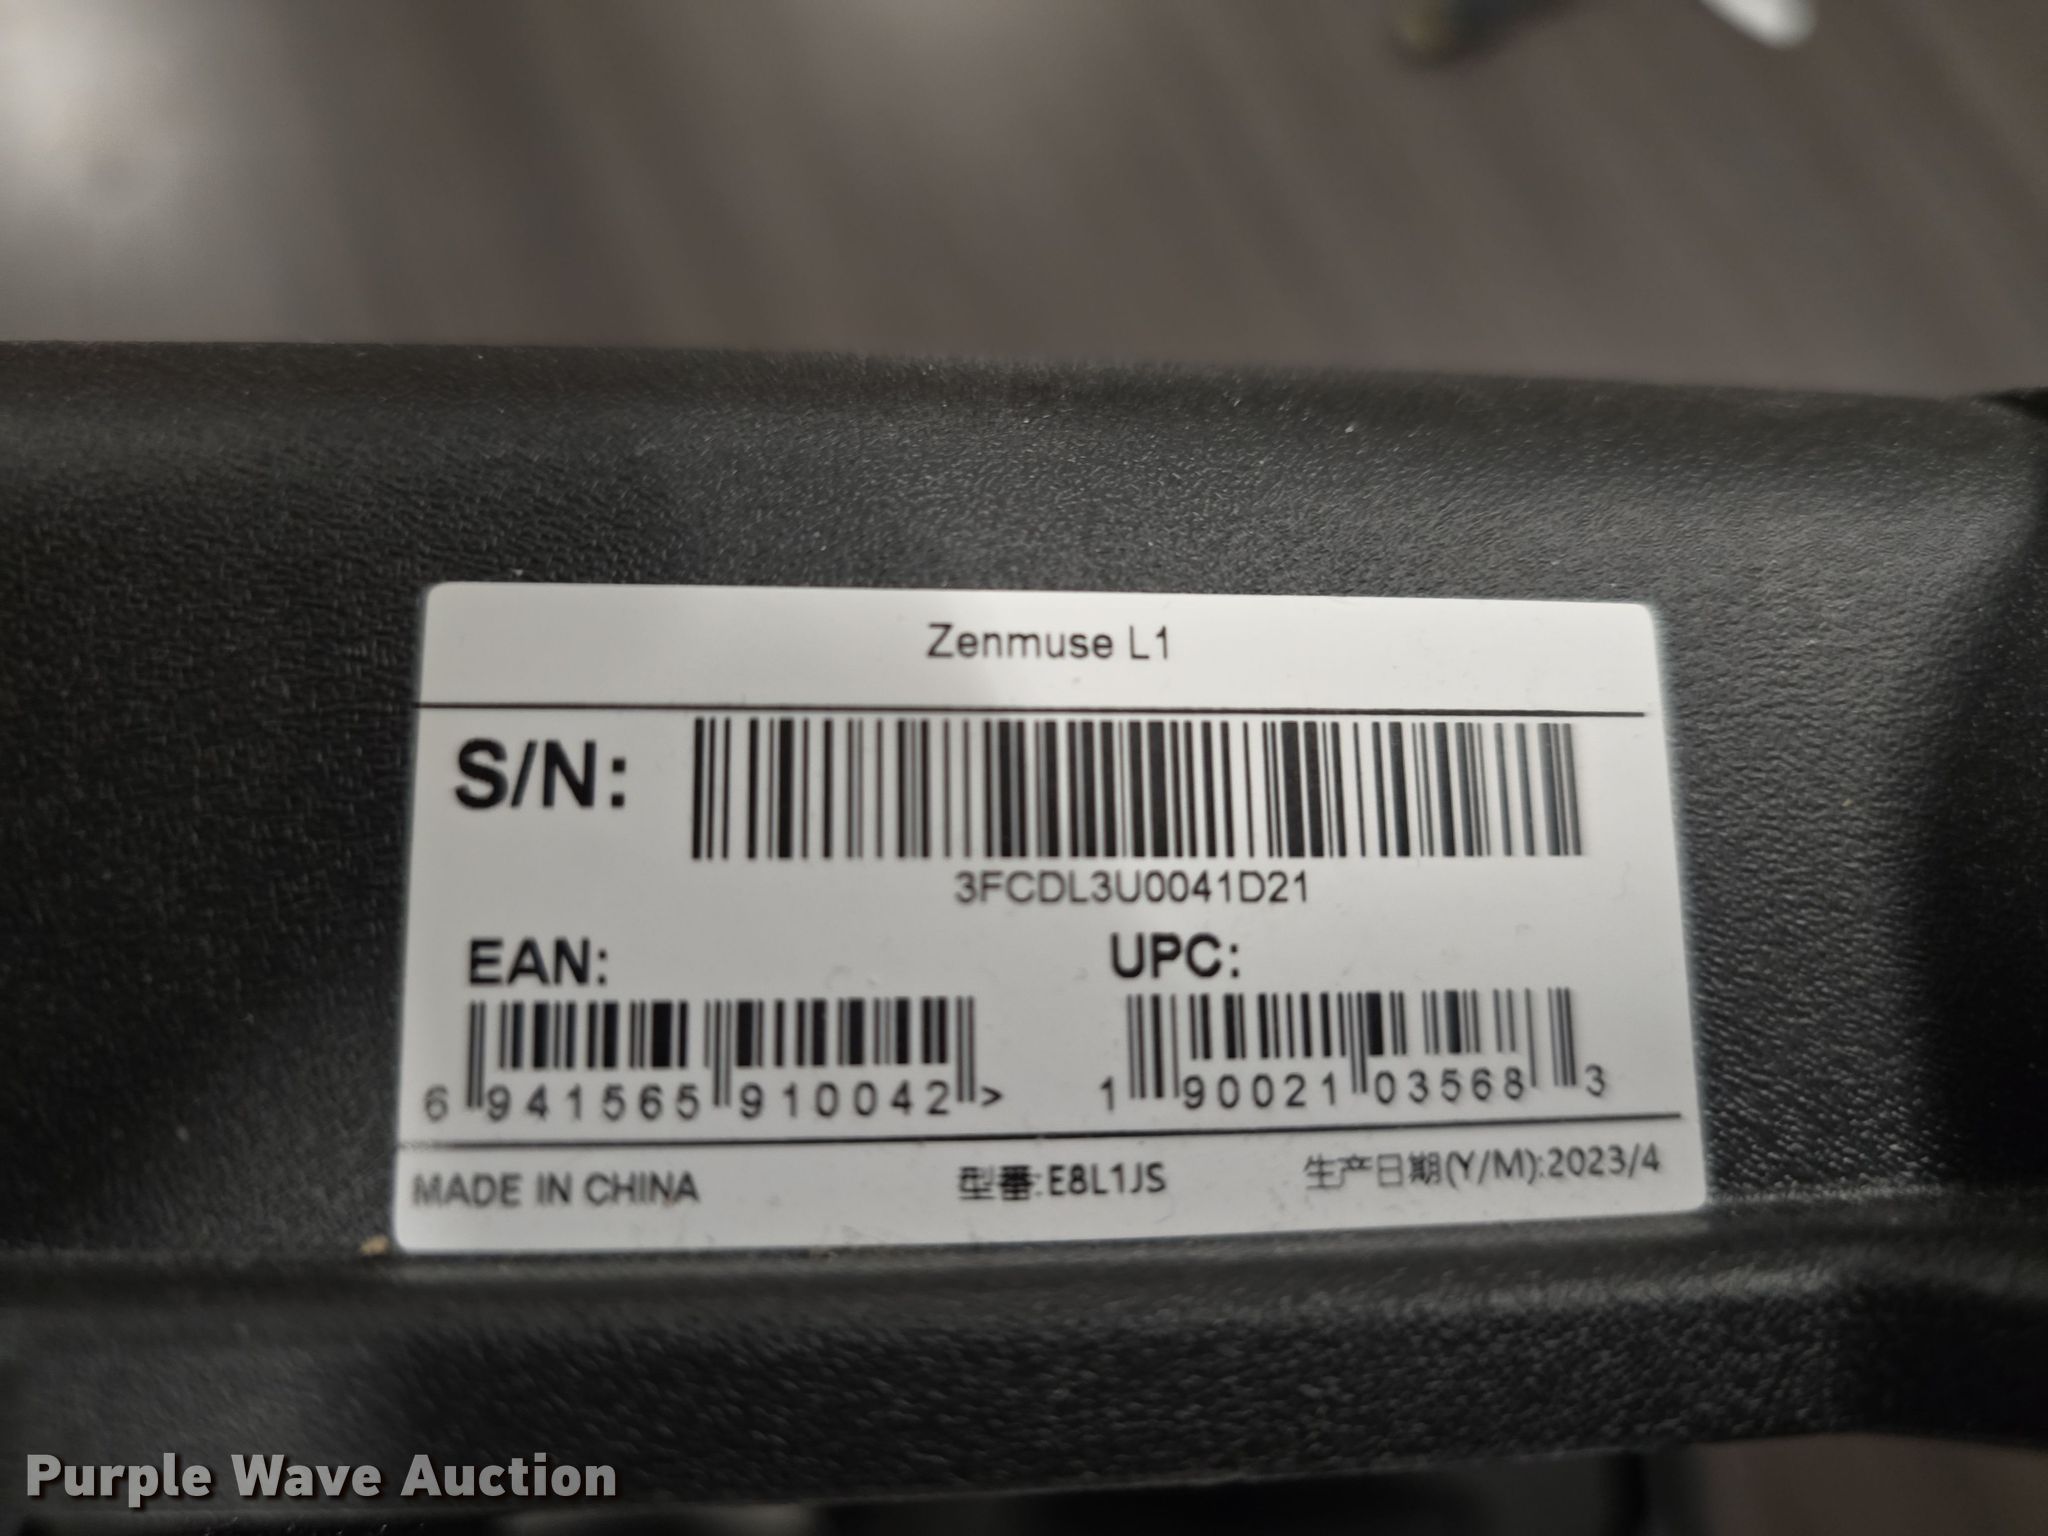 Zenmuse L1
S/N:
3FCDL3U0041D21
EAN:
UPC:
6 941565 910042 >
1 90021 03568 3
MADE IN CHINA
型番:E8L1JS
生产日期(Y/M):2023/4
Purple Wave Auction